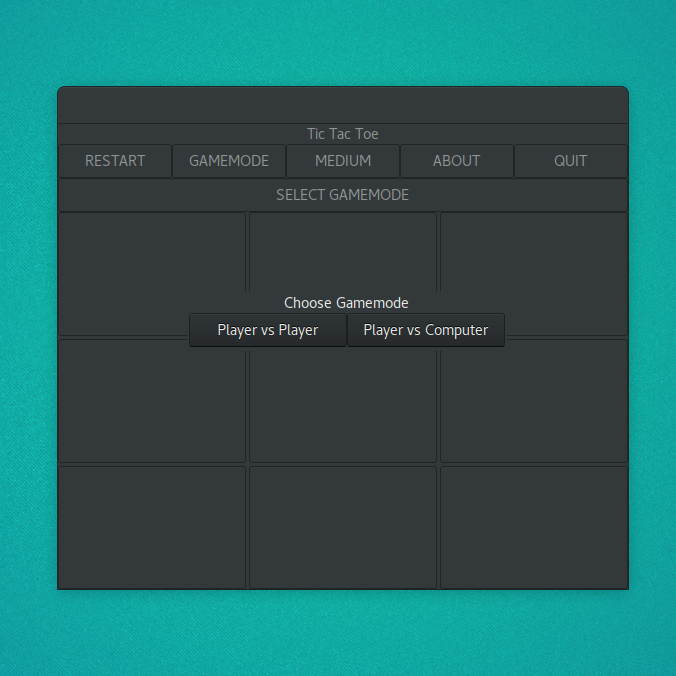 Tic Tac Toe
RESTART GAMEMODE MEDIUM ABOUT QUIT
SELECT GAMEMODE
Choose Gamemode
Player vs Player Player vs Computer